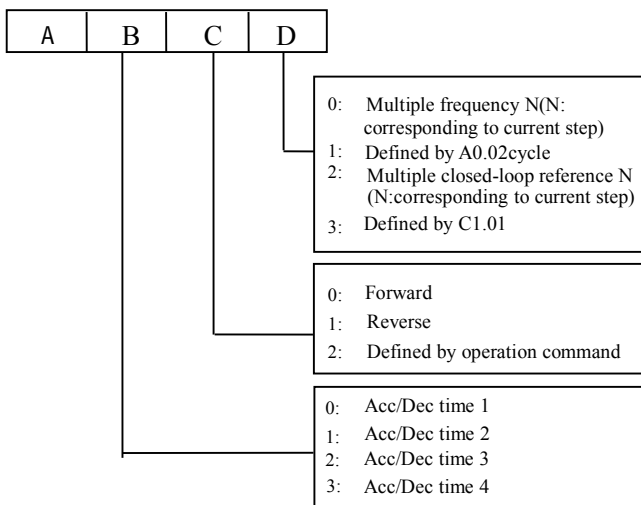 A B C D
0: Multiple frequency N(N:
corresponding to current step)
1: Defined by A0.02cycle
2: Multiple closed-loop reference N
(N:corresponding to current step)
3: Defined by C1.01
0: Forward
1: Reverse
2: Defined by operation command
0: Acc/Dec time 1
1: Acc/Dec time 2
2: Acc/Dec time 3
3: Acc/Dec time 4